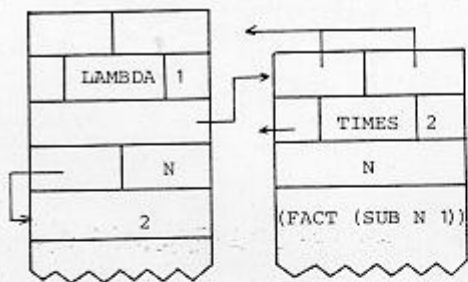 LAMBDA 1
N
2
TIMES 2
N
(FACT (SUB N 1))